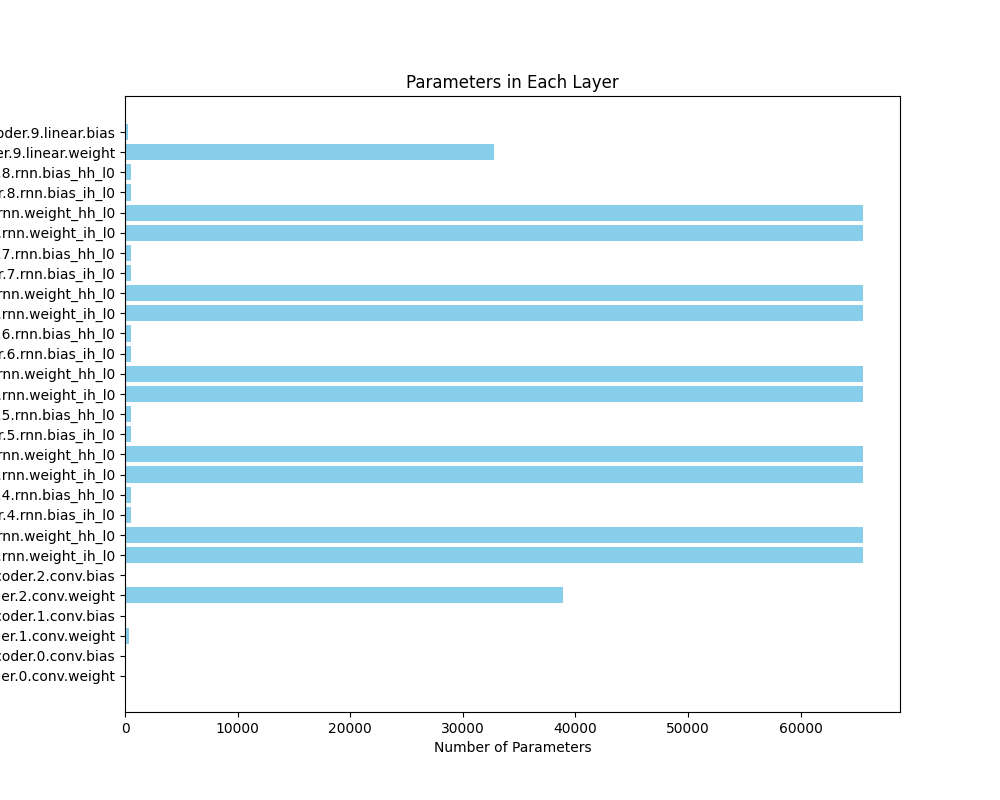 Parameters in Each Layer
oder.9.linear.bias
er.9.linear.weight
.8.rnn.bias_hh_l0
r.8.rnn.bias_ih_l0
rnn.weight_hh_l0
.rnn.weight_ih_l0
.7.rnn.bias_hh_l0
r.7.rnn.bias_ih_l0
rnn.weight_hh_l0
.rnn.weight_ih_l0
.6.rnn.bias_hh_l0
r.6.rnn.bias_ih_l0
rnn.weight_hh_l0
.rnn.weight_ih_l0
.5.rnn.bias_hh_l0
r.5.rnn.bias_ih_l0
rnn.weight_hh_l0
.rnn.weight_ih_l0
.4.rnn.bias_hh_l0
r.4.rnn.bias_ih_l0
rnn.weight_hh_l0
.rnn.weight_ih_l0
coder.2.conv.bias
er.2.conv.weight
coder.1.conv.bias
er.1.conv.weight
coder.0.conv.bias
er.0.conv.weight
0 10000 20000 30000 40000 50000 60000
Number of Parameters